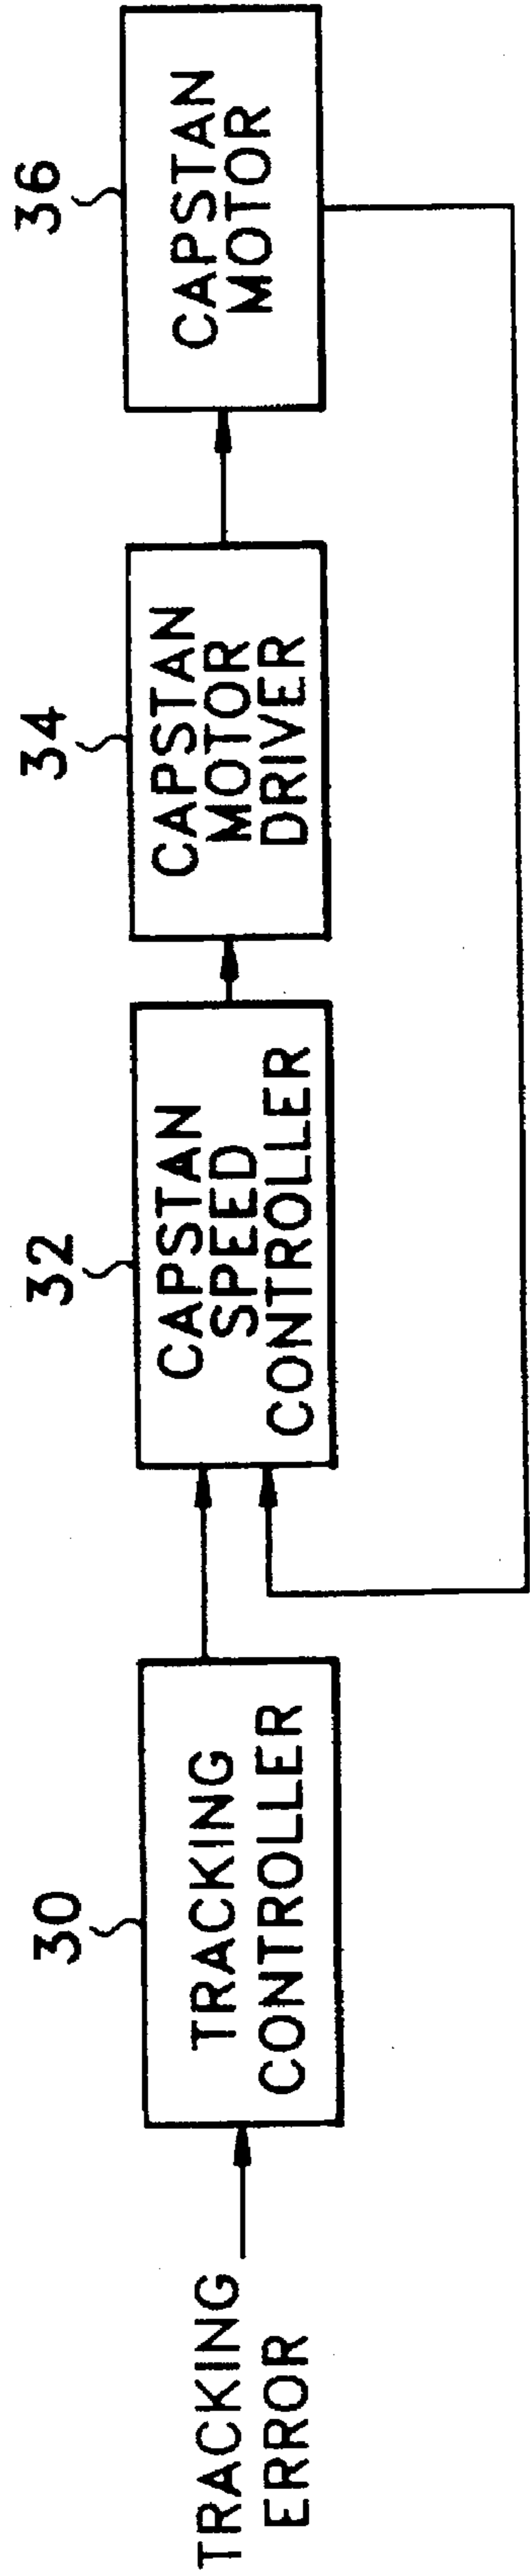 TRACKING
ERROR
30
TRACKING
CONTROLLER
32
CAPSTAN
SPEED
CONTROLLER
34
CAPSTAN
MOTOR
DRIVER
36
CAPSTAN
MOTOR